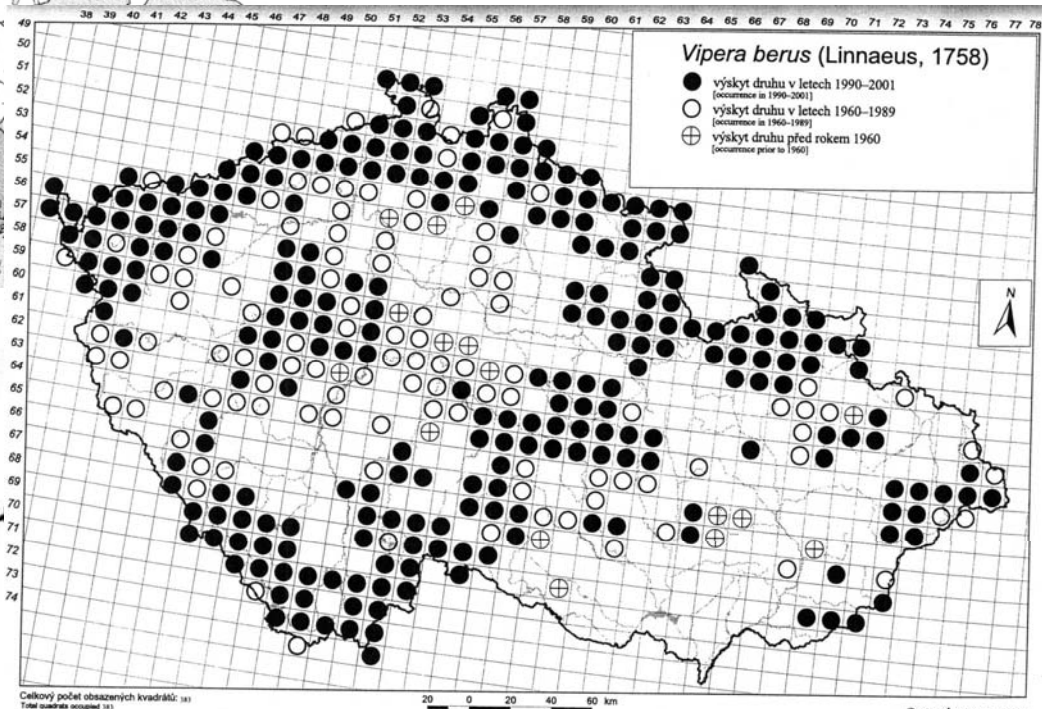 38 39 40 41 42 43 44 45 46 47 48 49 50 51 52 53 54 55 56 57 58 59 60 61 62 63 64 65 66 67 68 69 70 71 72 73 74 75 76 77 78
49
50
51
52
53
54
55
56
57
58
59
60
61
62
63
64
65
66
67
68
69
70
71
72
73
74
Vipera berus (Linnaeus, 1758)
výskyt druhu v letech 1990–2001
[occurrence in 1990–2001]
výskyt druhu v letech 1960–1989
[occurrence in 1960–1989]
výskyt druhu před rokem 1960
[occurrence prior to 1960]
N
Celkový počet obsazených kvadrátů: 383
Total quadrats occupied 383
20 0 20 40 60 km